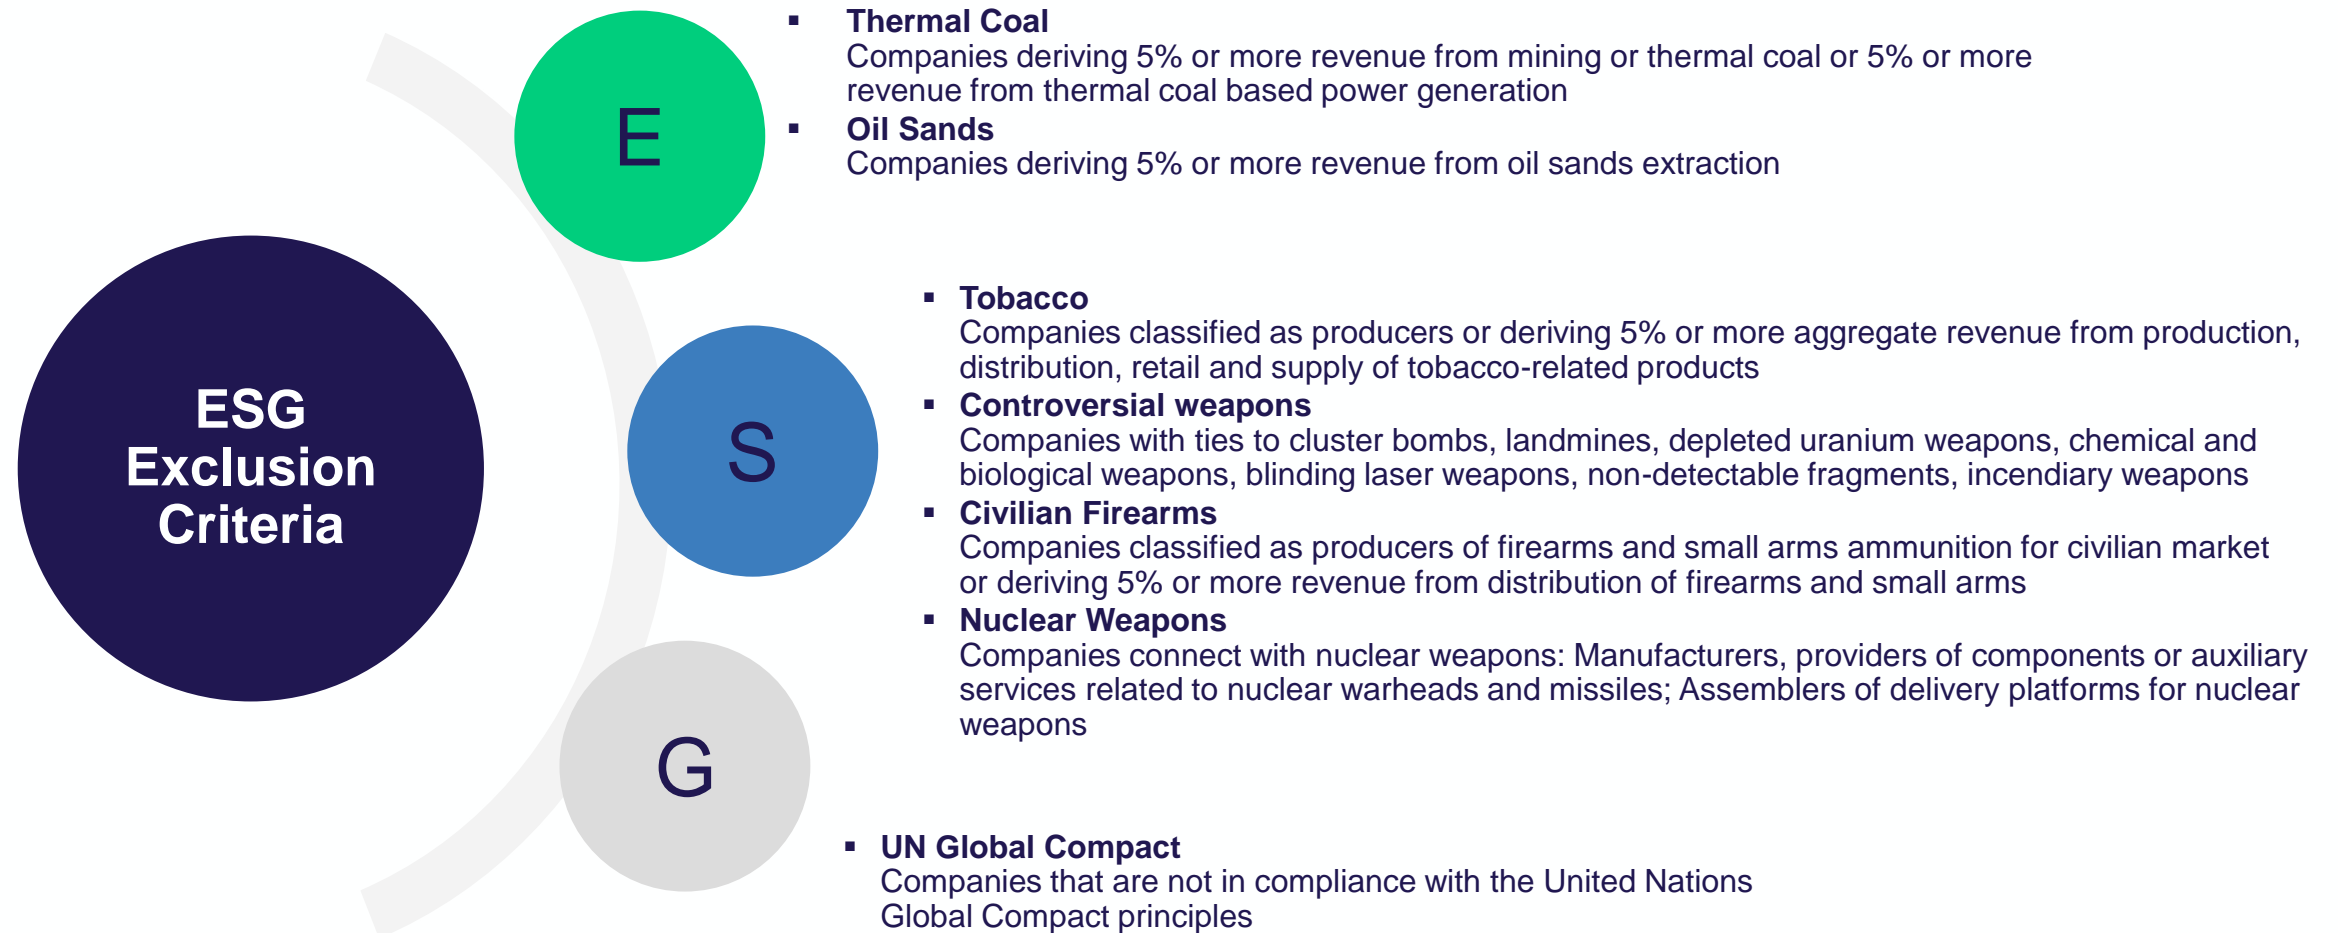 ESG
Exclusion
Criteria
E
▪ Thermal Coal
Companies deriving 5% or more revenue from mining or thermal coal or 5% or more
revenue from thermal coal based power generation
▪ Oil Sands
Companies deriving 5% or more revenue from oil sands extraction
S
▪ Tobacco
Companies classified as producers or deriving 5% or more aggregate revenue from production,
distribution, retail and supply of tobacco-related products
▪ Controversial weapons
Companies with ties to cluster bombs, landmines, depleted uranium weapons, chemical and
biological weapons, blinding laser weapons, non-detectable fragments, incendiary weapons
▪ Civilian Firearms
Companies classified as producers of firearms and small arms ammunition for civilian market
or deriving 5% or more revenue from distribution of firearms and small arms
▪ Nuclear Weapons
Companies connect with nuclear weapons: Manufacturers, providers of components or auxiliary
services related to nuclear warheads and missiles; Assemblers of delivery platforms for nuclear
weapons
G
▪ UN Global Compact
Companies that are not in compliance with the United Nations
Global Compact principles